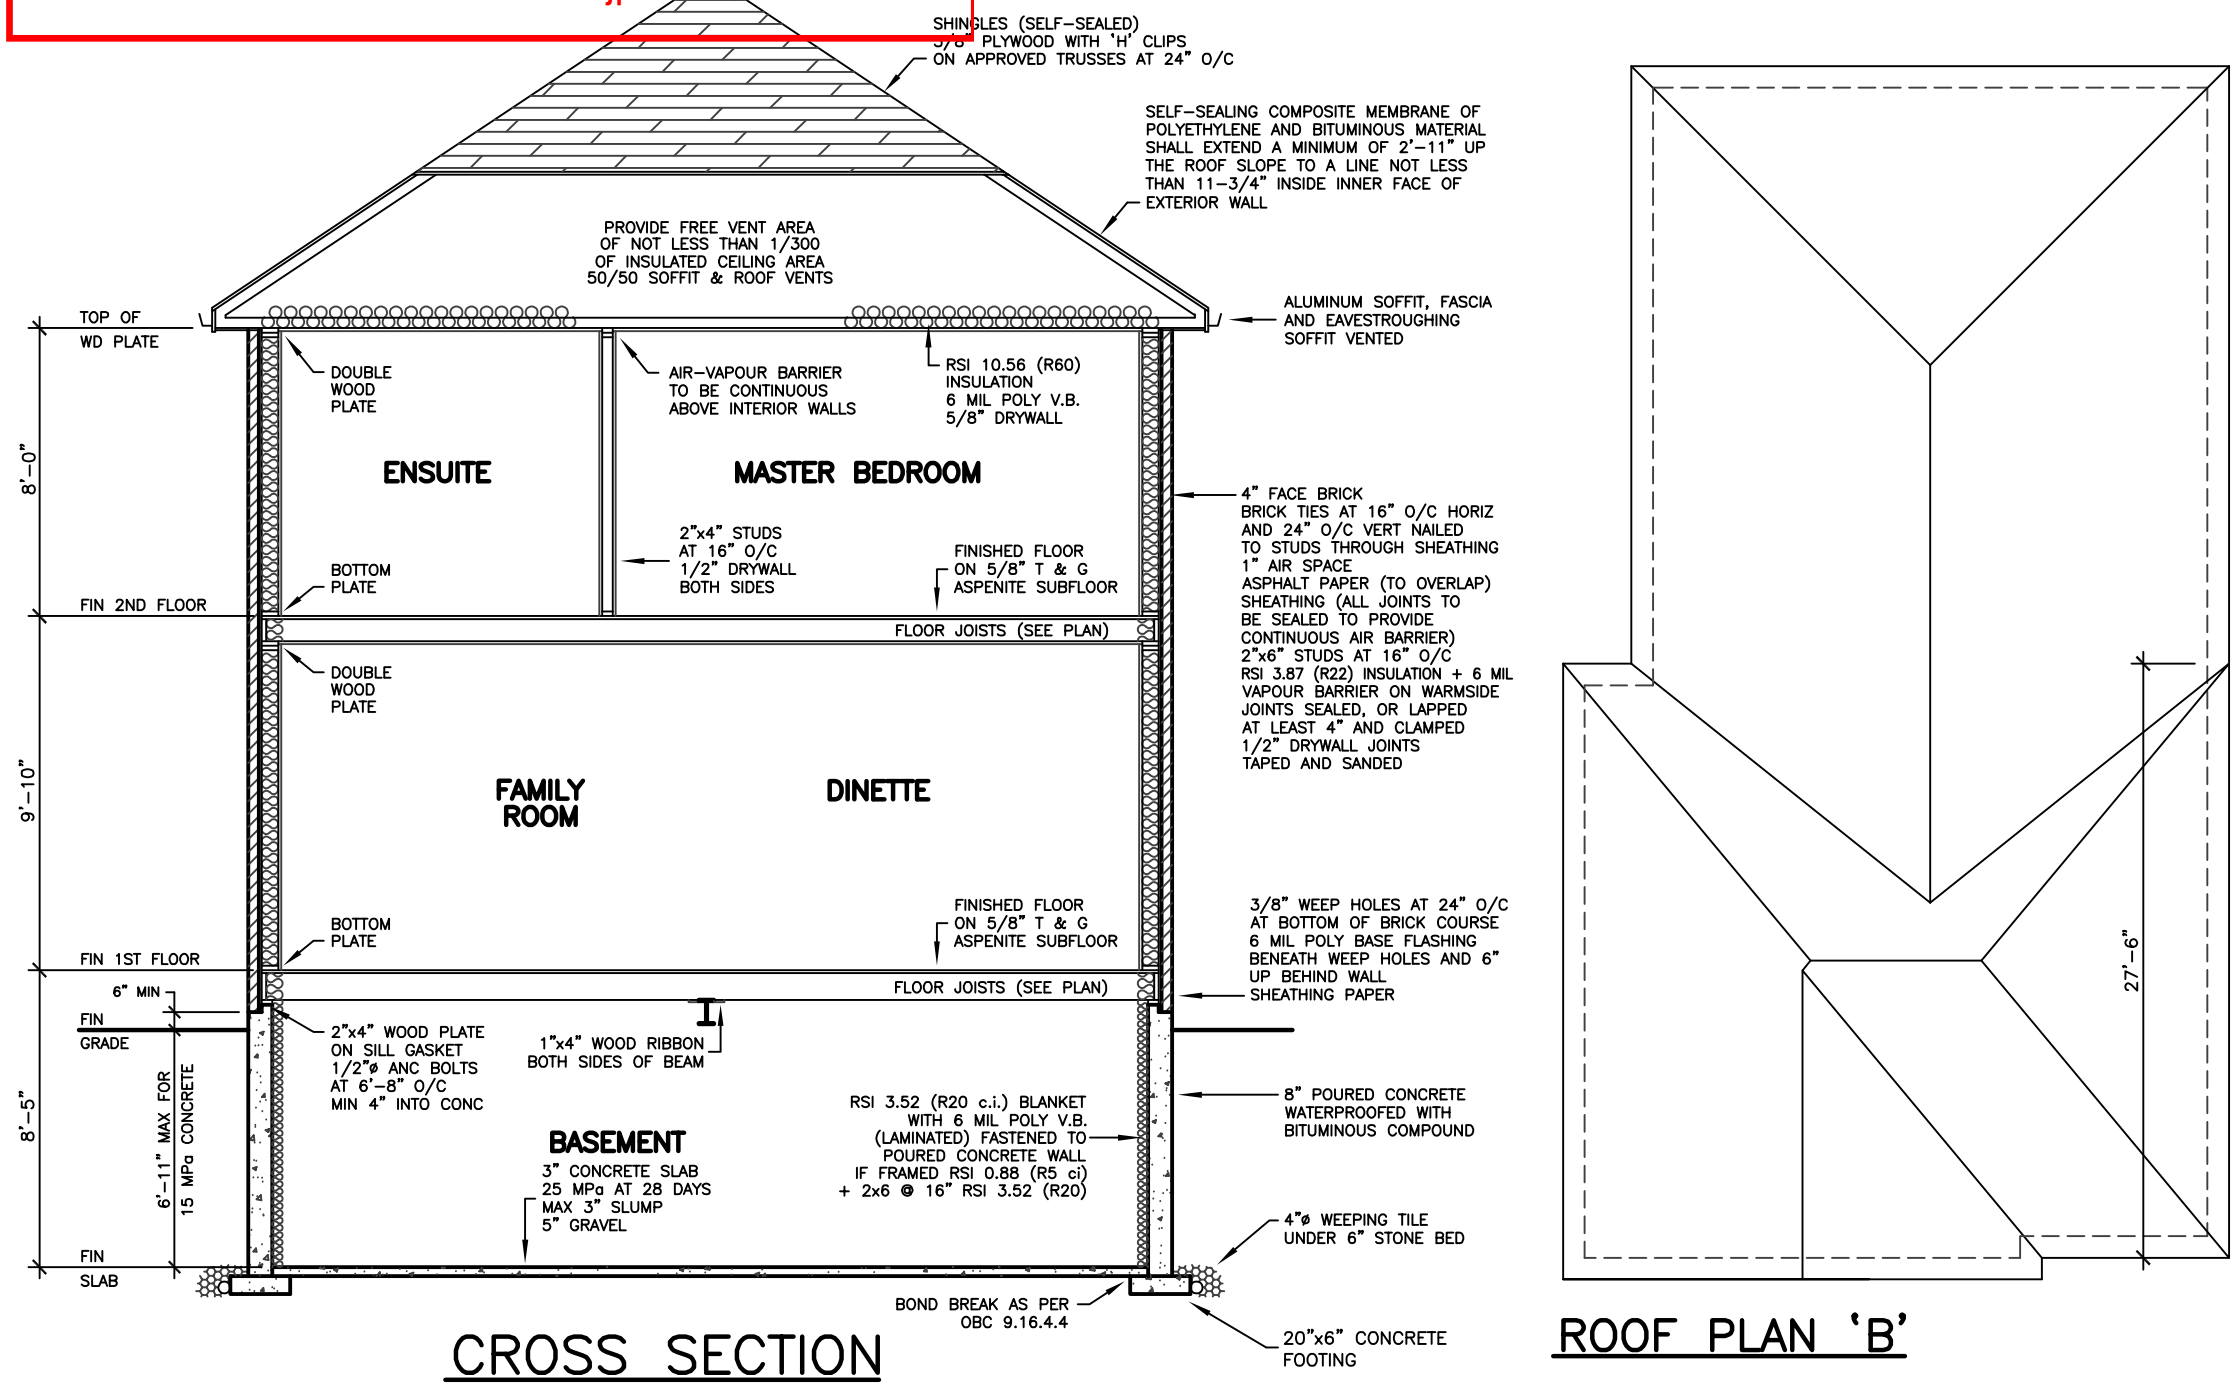 SHINGLES (SELF-SEALED)
5/8" PLYWOOD WITH 'H' CLIPS
ON APPROVED TRUSSES AT 24" O/C
SELF-SEALING COMPOSITE MEMBRANE OF
POLYETHYLENE AND BITUMINOUS MATERIAL
SHALL EXTEND A MINIMUM OF 2'-11" UP
THE ROOF SLOPE TO A LINE NOT LESS
THAN 11-3/4" INSIDE INNER FACE OF
EXTERIOR WALL
PROVIDE FREE VENT AREA
OF NOT LESS THAN 1/300
OF INSULATED CEILING AREA
50/50 SOFFIT & ROOF VENTS
ALUMINUM SOFFIT, FASCIA
AND EAVESTROUGHING
SOFFIT VENTED
TOP OF
WD PLATE
DOUBLE
WOOD
PLATE
AIR-VAPOUR BARRIER
TO BE CONTINUOUS
ABOVE INTERIOR WALLS
RSI 10.56 (R60)
INSULATION
6 MIL POLY V.B.
5/8" DRYWALL
8'-0"
ENSUITE
MASTER BEDROOM
2"x4" STUDS
AT 16" O/C
1/2" DRYWALL
BOTH SIDES
FINISHED FLOOR
ON 5/8" T & G
ASPENITE SUBFLOOR
BOTTOM
PLATE
FIN 2ND FLOOR
FLOOR JOISTS (SEE PLAN)
4" FACE BRICK
BRICK TIES AT 16" O/C HORIZ
AND 24" O/C VERT NAILED
TO STUDS THROUGH SHEATHING
1" AIR SPACE
ASPHALT PAPER (TO OVERLAP)
SHEATHING (ALL JOINTS TO
BE SEALED TO PROVIDE
CONTINUOUS AIR BARRIER)
2"x6" STUDS AT 16" O/C
RSI 3.87 (R22) INSULATION + 6 MIL
VAPOUR BARRIER ON WARMSIDE
JOINTS SEALED, OR LAPPED
AT LEAST 4" AND CLAMPED
1/2" DRYWALL JOINTS
TAPED AND SANDED
DOUBLE
WOOD
PLATE
9'-10"
FAMILY
ROOM
DINETTE
BOTTOM
PLATE
FINISHED FLOOR
ON 5/8" T & G
ASPENITE SUBFLOOR
3/8" WEEP HOLES AT 24" O/C
AT BOTTOM OF BRICK COURSE
6 MIL POLY BASE FLASHING
BENEATH WEEP HOLES AND 6"
UP BEHIND WALL
SHEATHING PAPER
FIN 1ST FLOOR
FLOOR JOISTS (SEE PLAN)
6" MIN
FIN
GRADE
2"x4" WOOD PLATE
ON SILL GASKET
1/2"ø ANC BOLTS
AT 6'-8" O/C
MIN 4" INTO CONC
1"x4" WOOD RIBBON
BOTH SIDES OF BEAM
8'-5"
6'-11" MAX FOR
15 MPa CONCRETE
RSI 3.52 (R20 c.i.) BLANKET
WITH 6 MIL POLY V.B.
(LAMINATED) FASTENED TO
POURED CONCRETE WALL
IF FRAMED RSI 0.88 (R5 ci)
+ 2x6 @ 16" RSI 3.52 (R20)
8" POURED CONCRETE
WATERPROOFED WITH
BITUMINOUS COMPOUND
BASEMENT
3" CONCRETE SLAB
25 MPa AT 28 DAYS
MAX 3" SLUMP
5" GRAVEL
4"ø WEEPING TILE
UNDER 6" STONE BED
FIN
SLAB
BOND BREAK AS PER
OBC 9.16.4.4
20"x6" CONCRETE
FOOTING
CROSS SECTION
27'-6"
ROOF PLAN 'B'